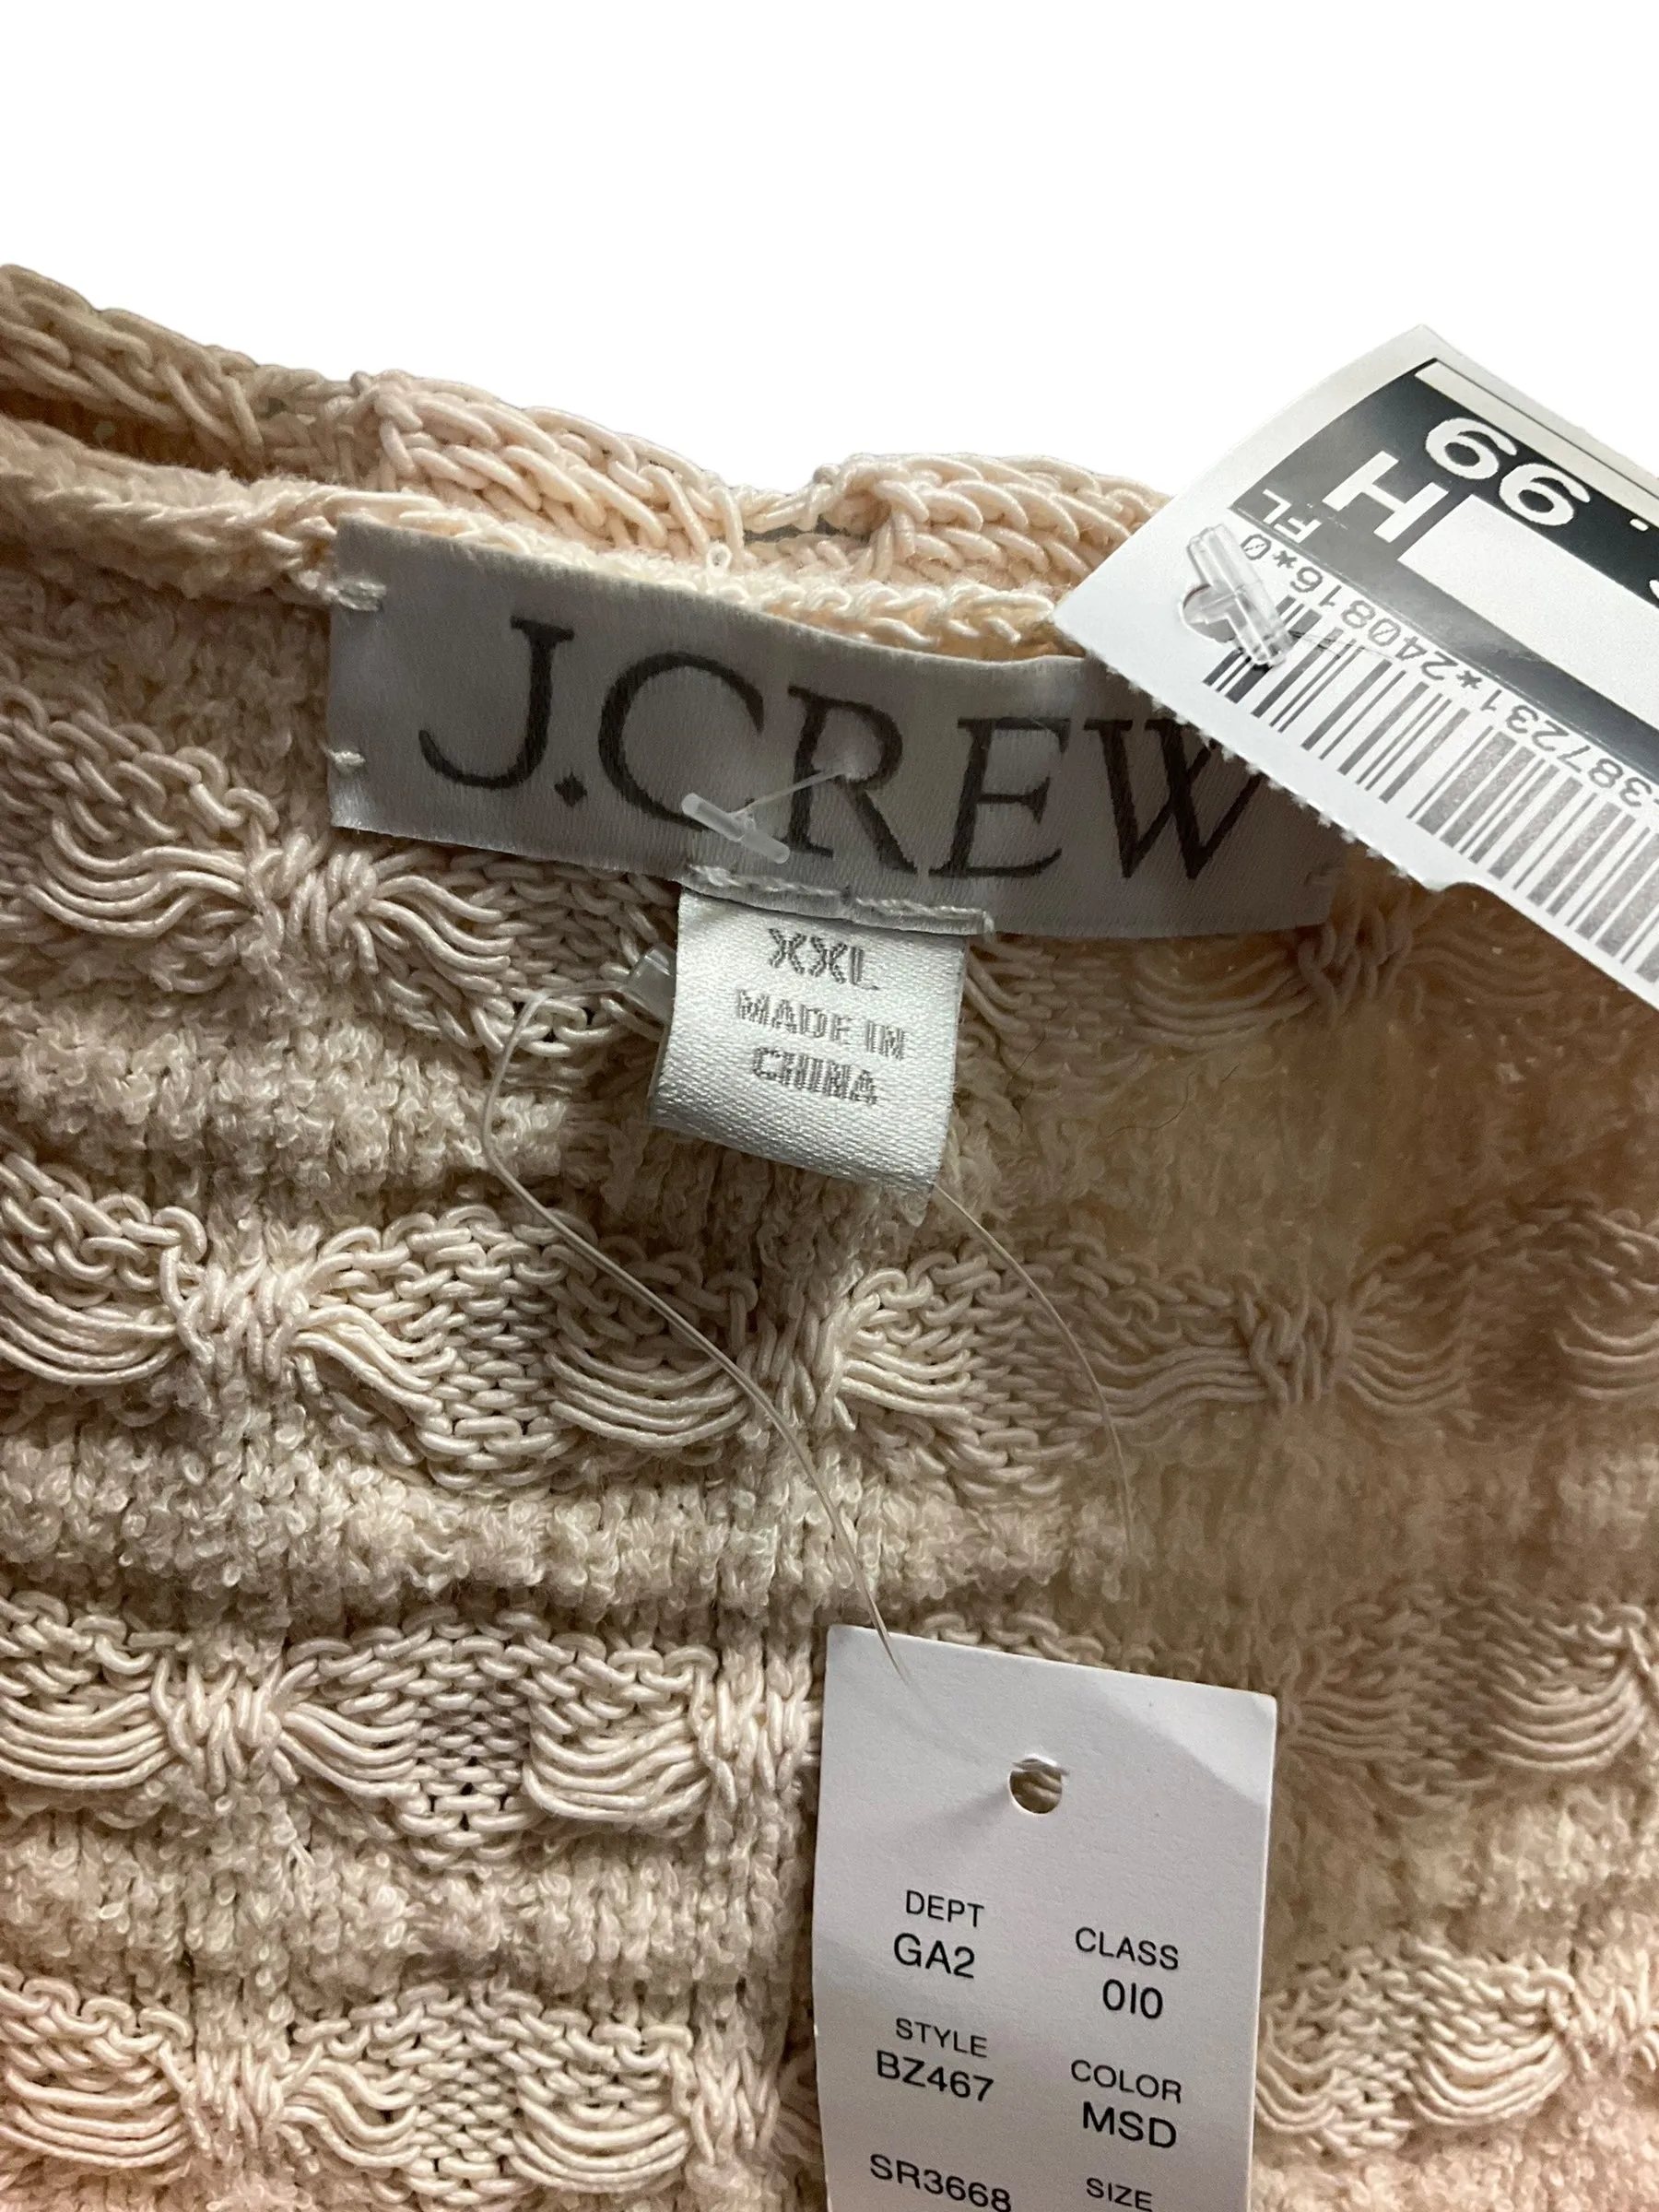 J.CREW
XXL
MADE IN
CHINA
.99
H
FL
387231*240816*0
DEPT
GA2
CLASS
010
STYLE
BZ467
COLOR
MSD
SR3668
SIZE